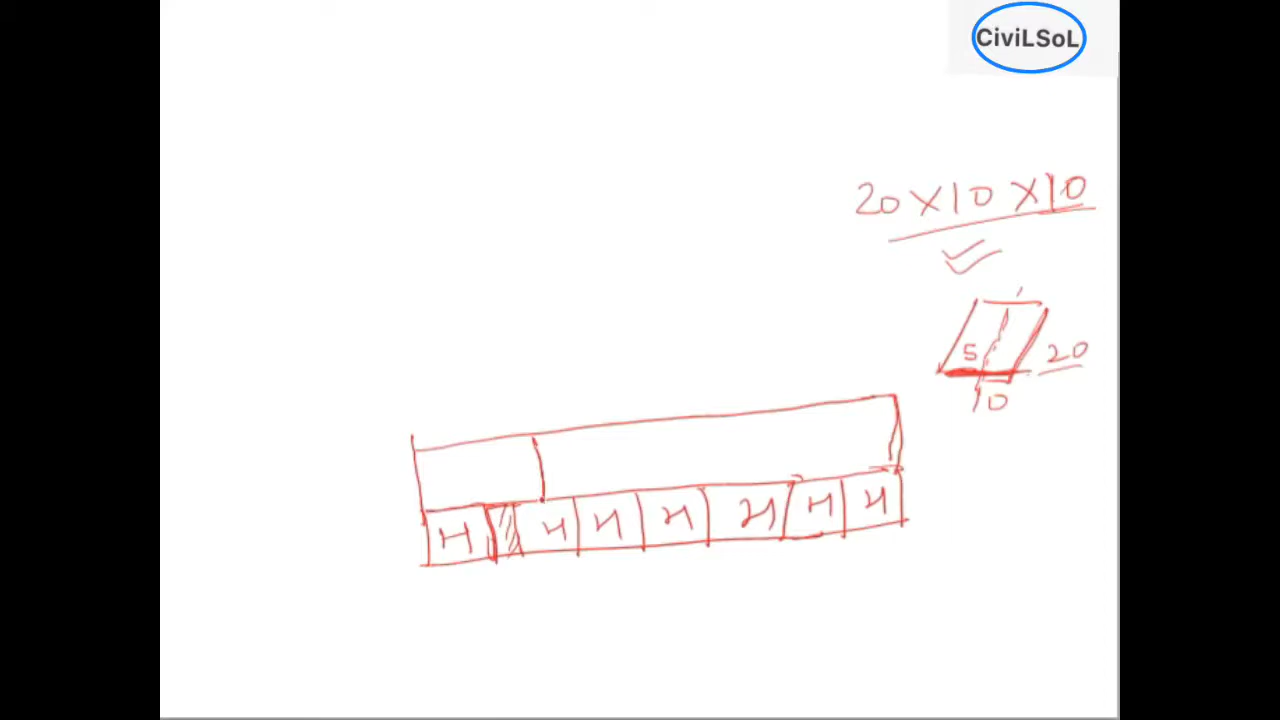 CiviLSoL
20 X 10 X 10
5
20
10
H H H H H H H